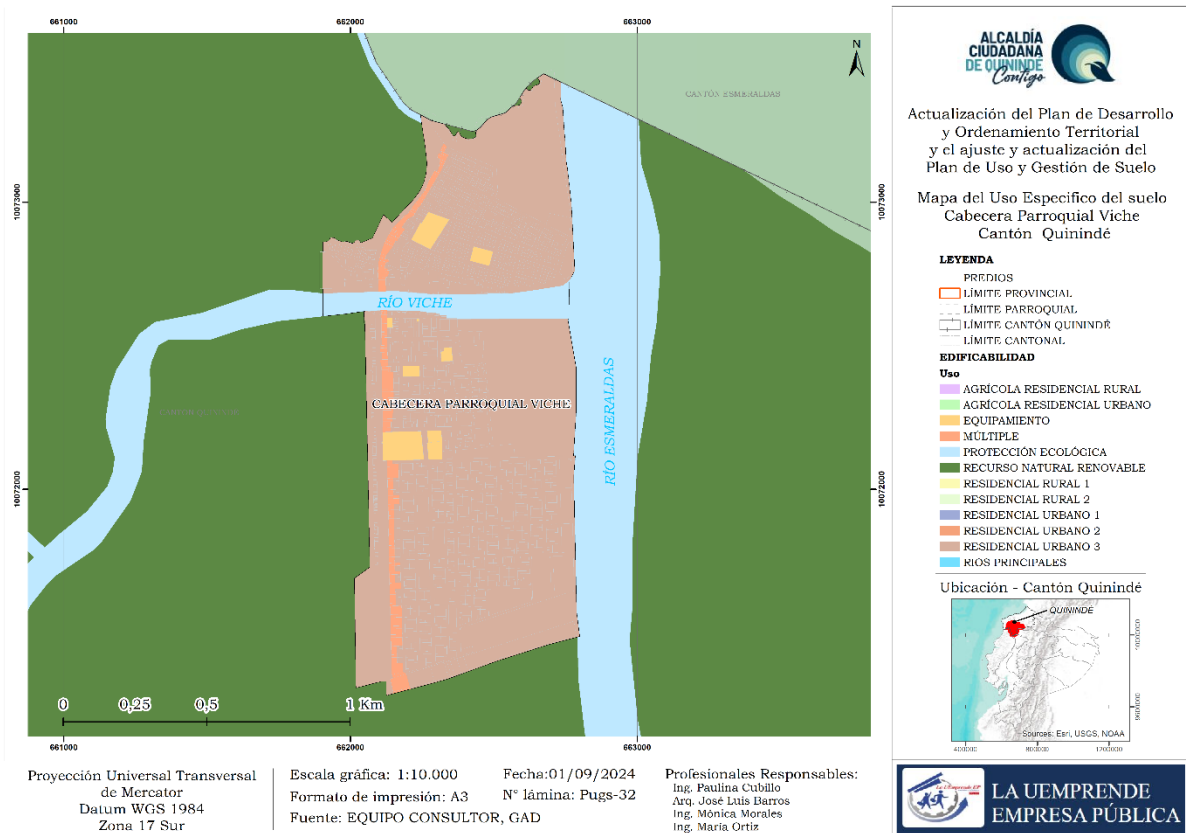 661000
662000
663000
N
CANTÓN ESMERALDAS
10073000
10073000
RÍO VICHE
CABECERA PARROQUIAL VICHE
RÍO ESMERALDAS
10072000
10072000
0 0,25 0,5 1 Km
661000
662000
663000
ALCALDÍA
CIUDADANA
DE QUININDÉ
Contigo
Actualización del Plan de Desarrollo
y Ordenamiento Territorial
y el ajuste y actualización del
Plan de Uso y Gestión de Suelo
Mapa del Uso Especifico del suelo
Cabecera Parroquial Viche
Cantón Quinindé
LEYENDA
PREDIOS
LÍMITE PROVINCIAL
LÍMITE PARROQUIAL
LÍMITE CANTÓN QUININDÉ
LÍMITE CANTONAL
EDIFICABILIDAD
Uso
AGRÍCOLA RESIDENCIAL RURAL
AGRÍCOLA RESIDENCIAL URBANO
EQUIPAMIENTO
MÚLTIPLE
PROTECCIÓN ECOLÓGICA
RECURSO NATURAL RENOVABLE
RESIDENCIAL RURAL 1
RESIDENCIAL RURAL 2
RESIDENCIAL URBANO 1
RESIDENCIAL URBANO 2
RESIDENCIAL URBANO 3
RIOS PRINCIPALES
Ubicación - Cantón Quinindé
QUININDE
Sources: Esri, USGS, NOAA
400000
1700000
Proyección Universal Transversal
de Mercator
Datum WGS 1984
Zona 17 Sur
Escala gráfica: 1:10.000
Formato de impresión: A3
Fuente: EQUIPO CONSULTOR, GAD
Fecha:01/09/2024
N° lámina: Pugs-32
Profesionales Responsables:
Ing. Paulina Cubillo
Arq. José Luis Barros
Ing. Mónica Morales
Ing. María Ortiz
LA UEMPRENDE
EMPRESA PÚBLICA